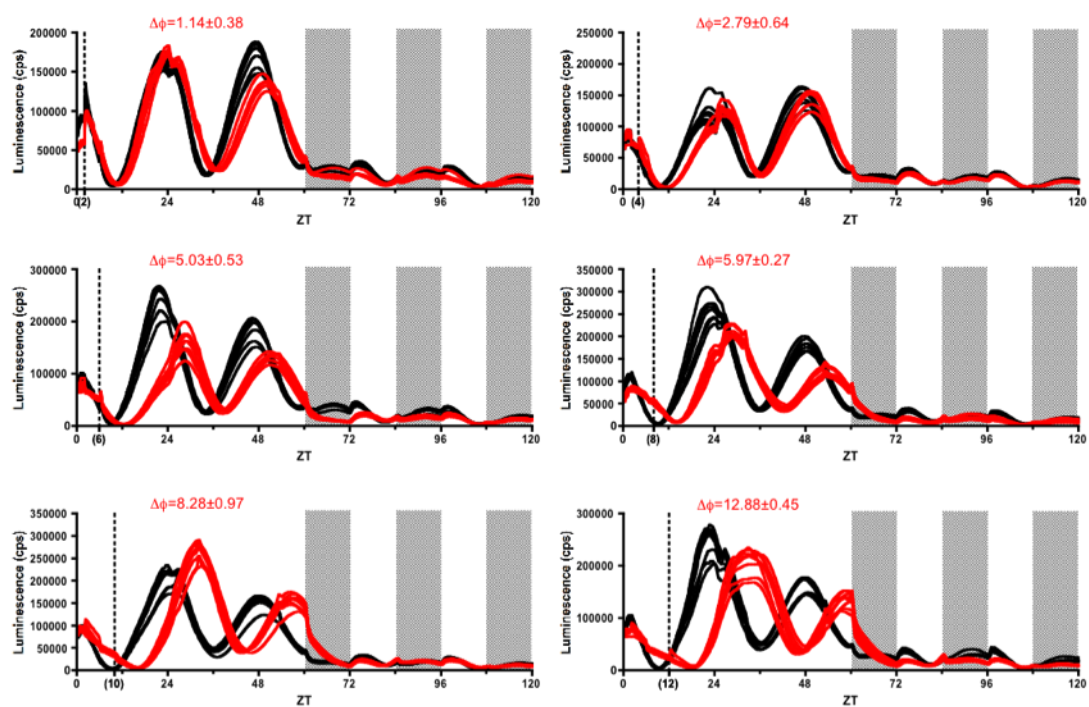 Δϕ=1.14±0.38
Luminescence (cps)
200000
150000
100000
50000
0
0(2) 24 48 72 96 120
ZT
Δϕ=2.79±0.64
Luminescence (cps)
250000
200000
150000
100000
50000
0
0 (4) 24 48 72 96 120
ZT
Δϕ=5.03±0.53
Luminescence (cps)
300000
200000
100000
0
0 (6) 24 48 72 96 120
ZT
Δϕ=5.97±0.27
Luminescence (cps)
350000
300000
250000
200000
150000
100000
50000
0
0 (8) 24 48 72 96 120
ZT
Δϕ=8.28±0.97
Luminescence (cps)
350000
300000
250000
200000
150000
100000
50000
0
0 (10) 24 48 72 96 120
ZT
Δϕ=12.88±0.45
Luminescence (cps)
350000
300000
250000
200000
150000
100000
50000
0
0 (12) 24 48 72 96 120
ZT